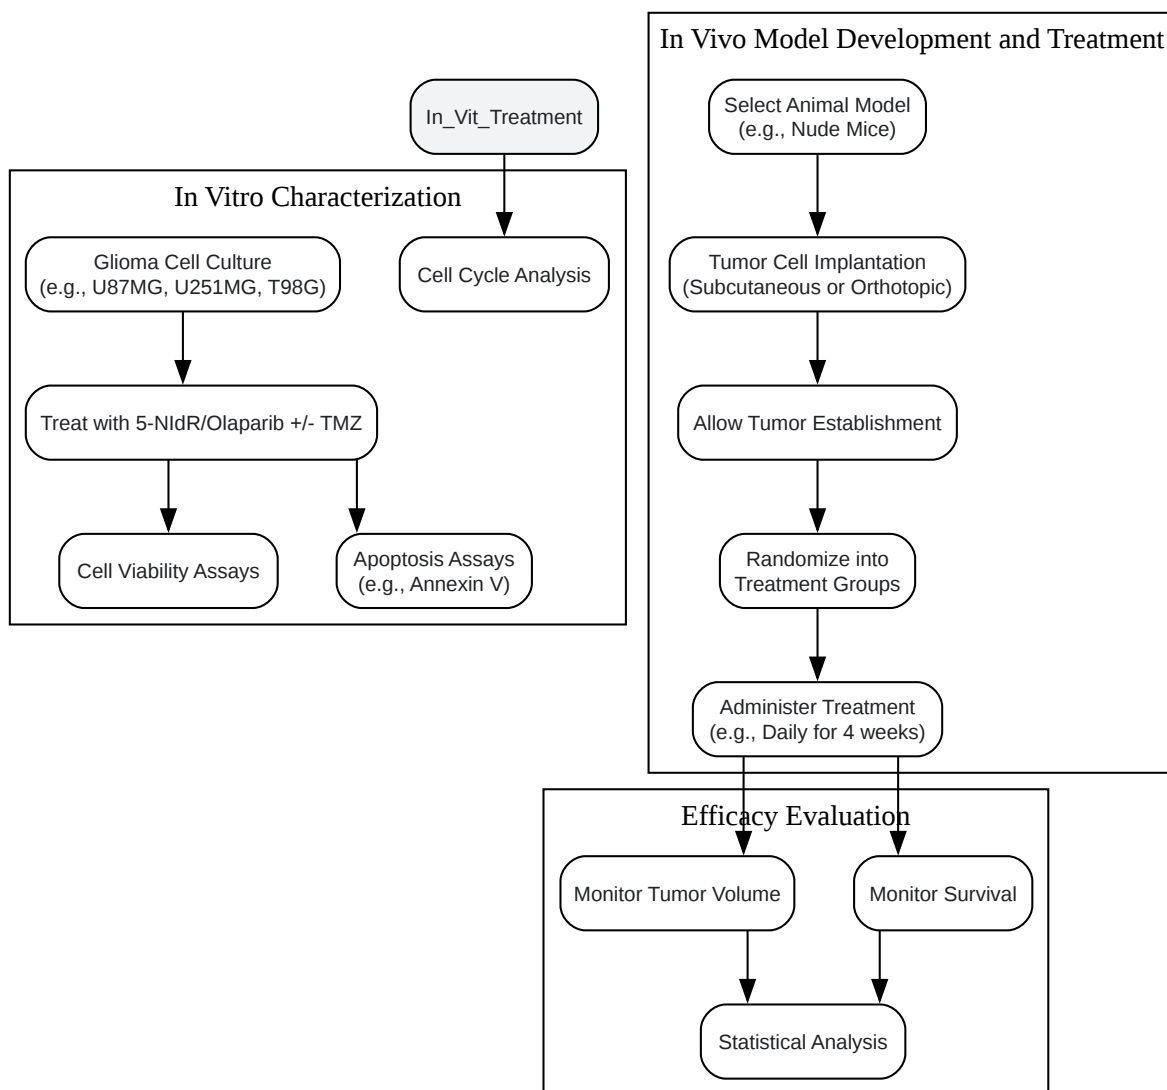 In_Vit_Treatment
In Vitro Characterization
Glioma Cell Culture
(e.g., U87MG, U251MG, T98G)
Cell Cycle Analysis
Treat with 5-NIdR/Olaparib +/- TMZ
Cell Viability Assays
Apoptosis Assays
(e.g., Annexin V)
In Vivo Model Development and Treatment
Select Animal Model
(e.g., Nude Mice)
Tumor Cell Implantation
(Subcutaneous or Orthotopic)
Allow Tumor Establishment
Randomize into
Treatment Groups
Administer Treatment
(e.g., Daily for 4 weeks)
Efficacy Evaluation
Monitor Tumor Volume
Monitor Survival
Statistical Analysis